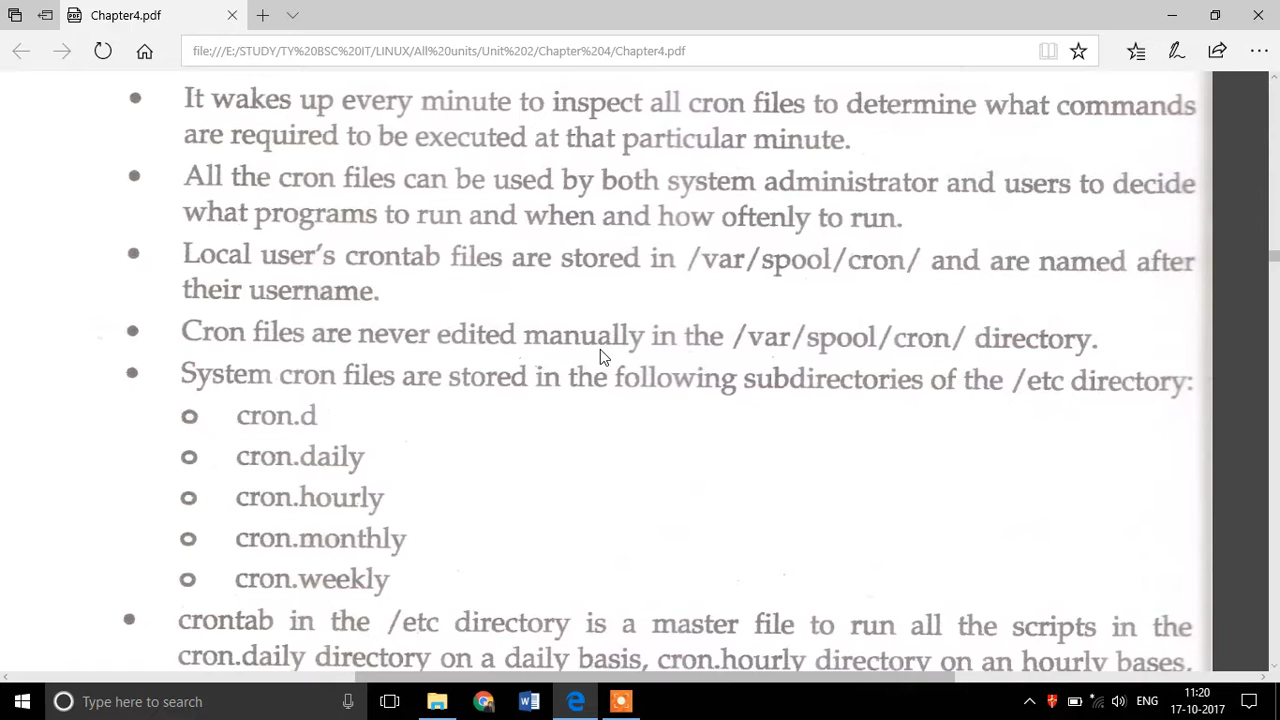 Chapter4.pdf
file:///E:/STUDY/TY%20BSC%20IT/LINUX/All%20units/Unit%202/Chapter%204/Chapter4.pdf
• It wakes up every minute to inspect all cron files to determine what commands
are required to be executed at that particular minute.
• All the cron files can be used by both system administrator and users to decide
what programs to run and when and how oftenly to run.
• Local user's crontab files are stored in /var/spool/cron/ and are named after
their username.
• Cron files are never edited manually in the /var/spool/cron/ directory.
• System cron files are stored in the following subdirectories of the /etc directory:
o cron.d
o cron.daily
o cron.hourly
o cron.monthly
o cron.weekly
• crontab in the /etc directory is a master file to run all the scripts in the
cron.daily directory on a daily basis, cron.hourly directory on an hourly bases,
Type here to search
ENG
11:20
17-10-2017